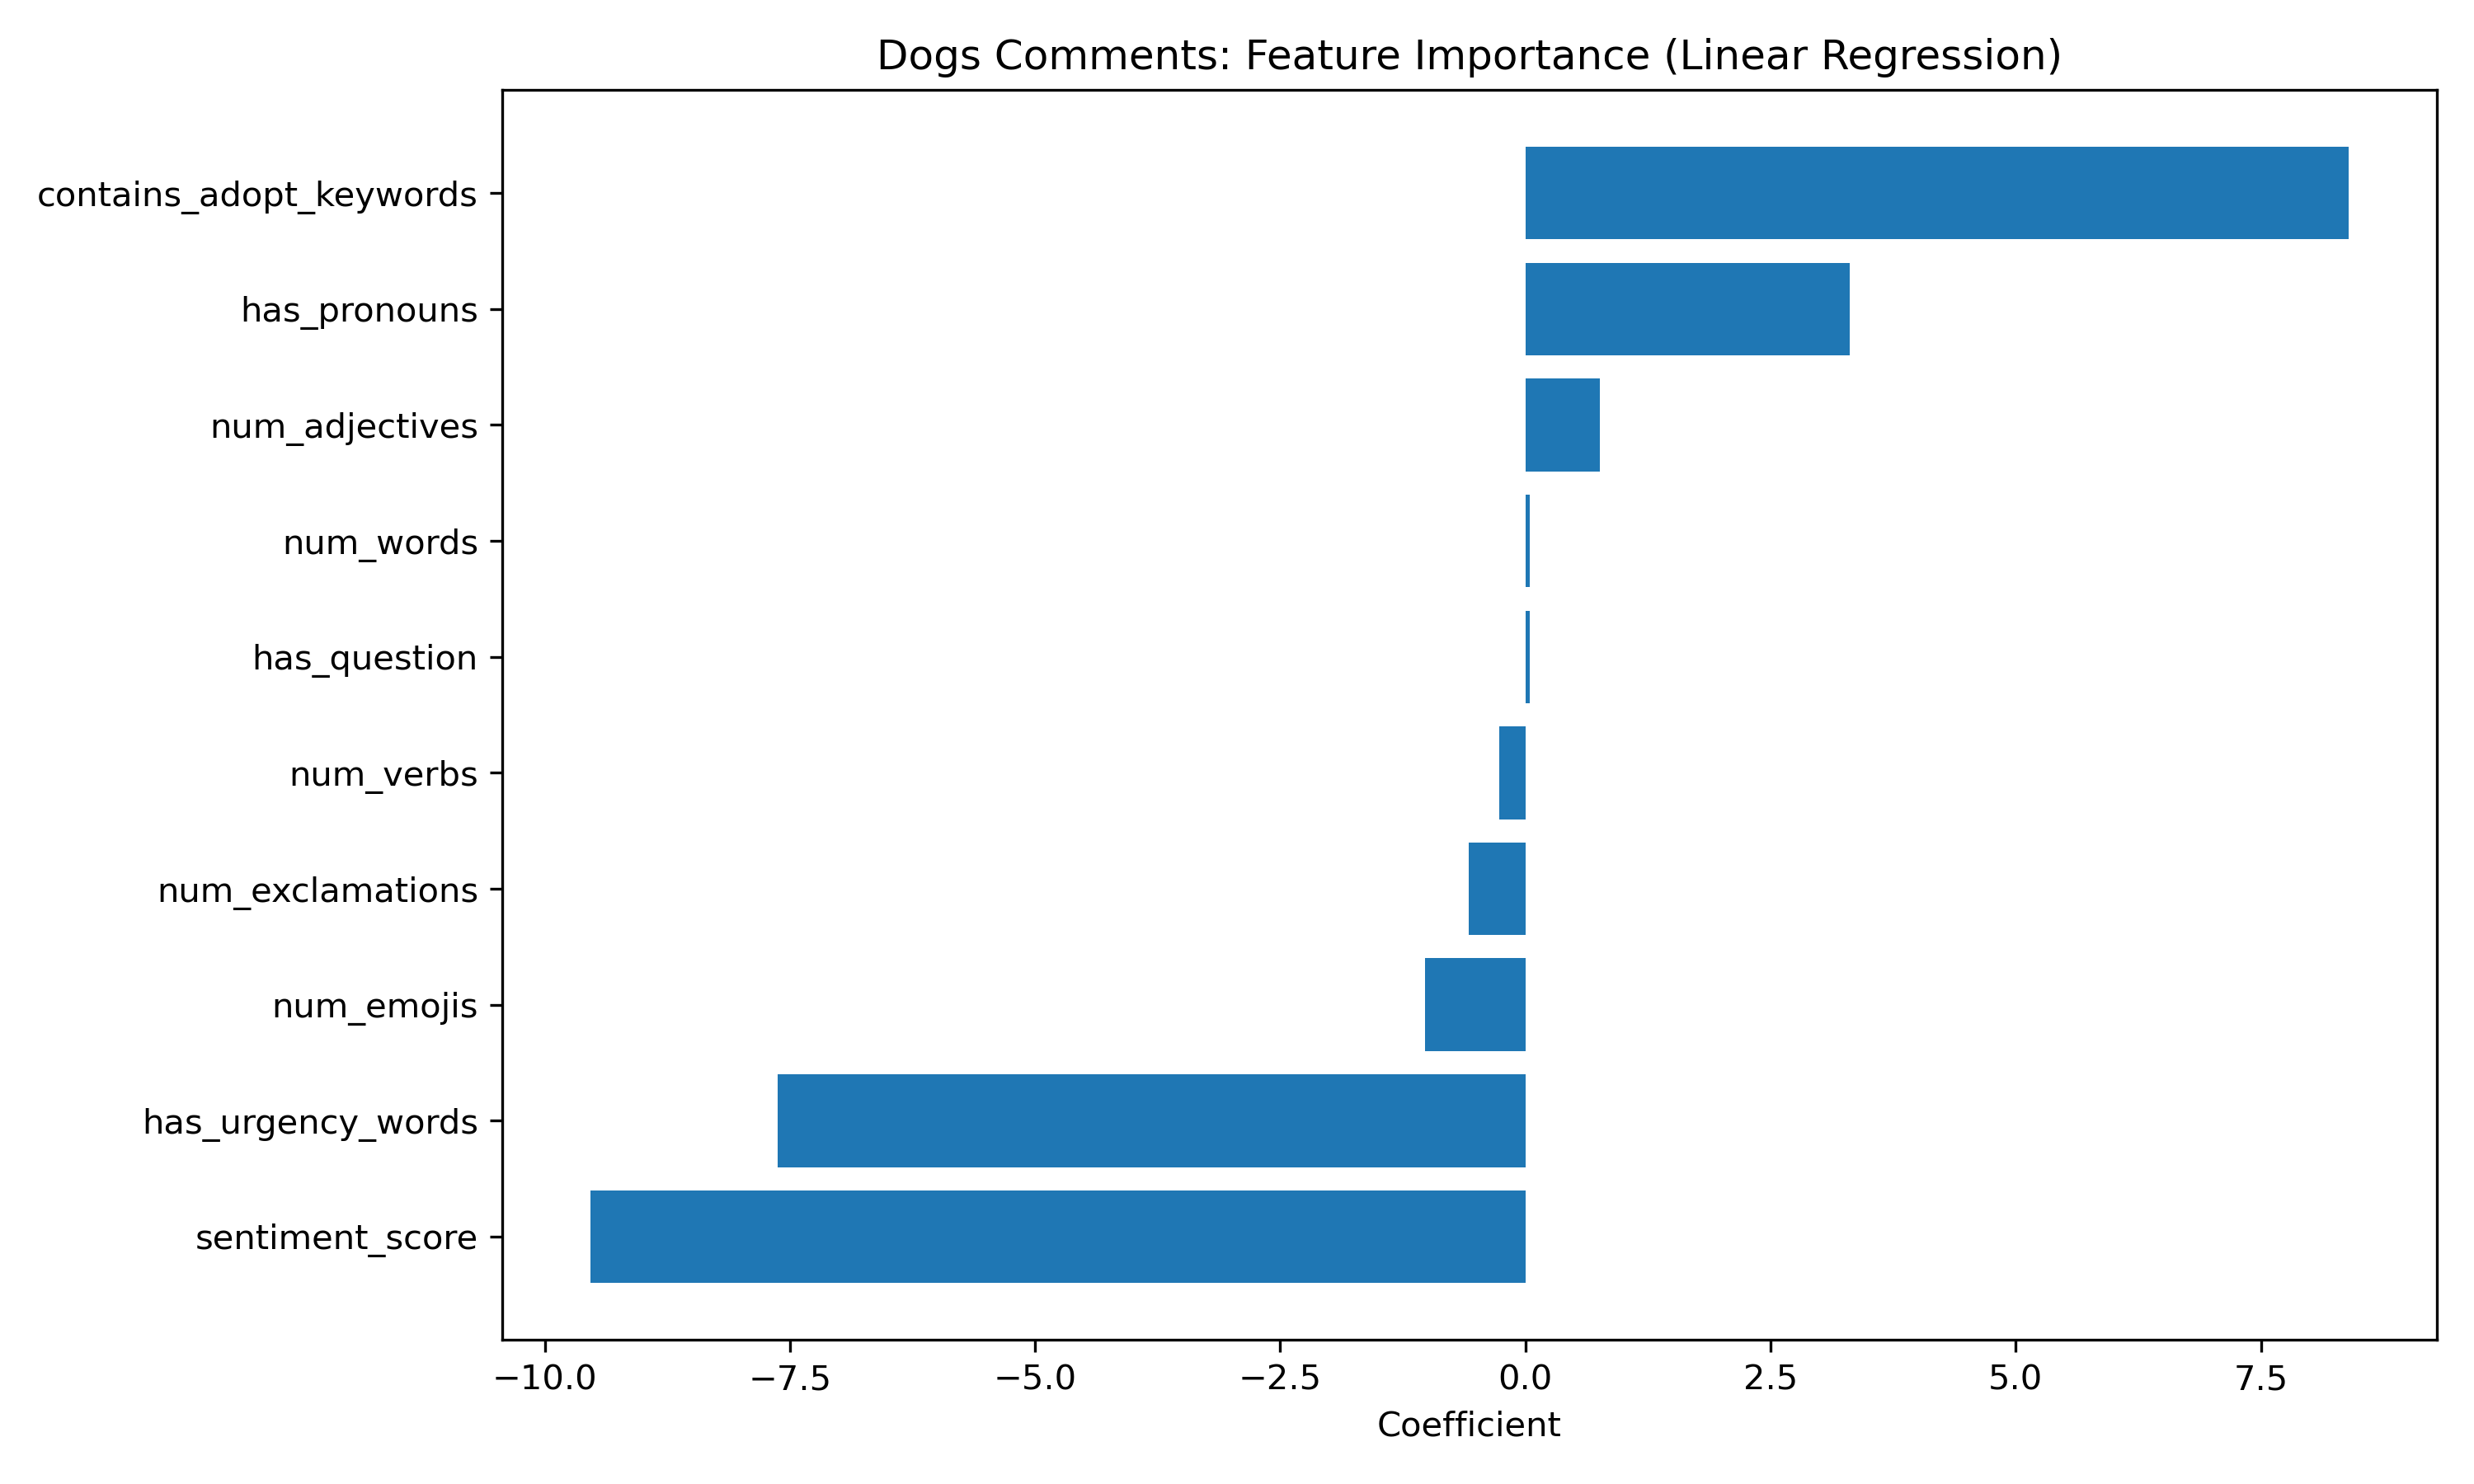 Dogs Comments: Feature Importance (Linear Regression)
contains_adopt_keywords
has_pronouns
num_adjectives
num_words
has_question
num_verbs
num_exclamations
num_emojis
has_urgency_words
sentiment_score
−10.0 −7.5 −5.0 −2.5 0.0 2.5 5.0 7.5
Coefficient